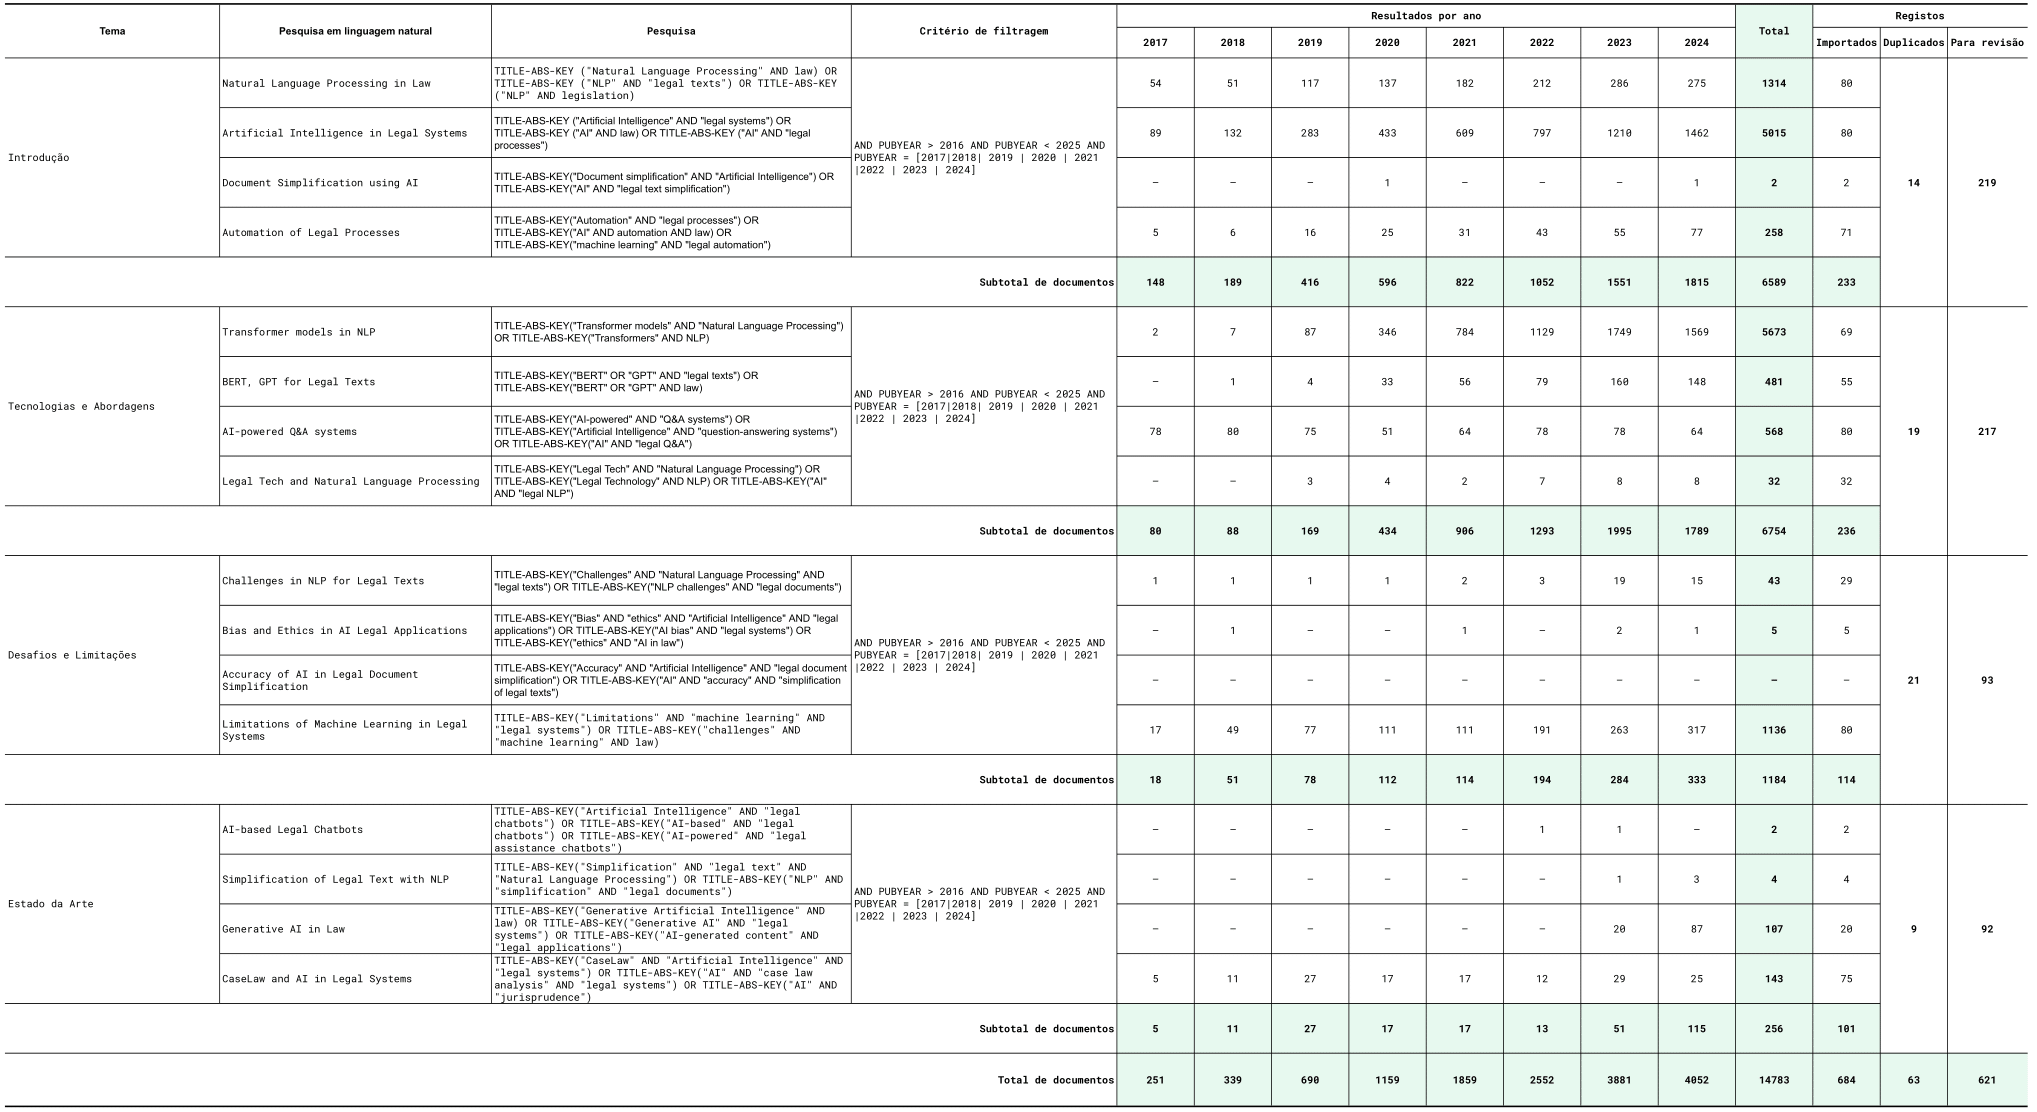 Tema Pesquisa em linguagem natural Pesquisa Critério de filtragem Resultados por ano Total Registos
2017 2018 2019 2020 2021 2022 2023 2024 Importados Duplicados Para revisão
Introdução
Natural Language Processing in Law
TITLE-ABS-KEY ("Natural Language Processing" AND law) OR
TITLE-ABS-KEY ("NLP" AND "legal texts") OR TITLE-ABS-KEY
("NLP" AND legislation)
AND PUBYEAR > 2016 AND PUBYEAR < 2025 AND
PUBYEAR = [2017|2018| 2019 | 2020 | 2021
|2022 | 2023 | 2024]
54 51 117 137 182 212 286 275 1314 80
14 219
Artificial Intelligence in Legal Systems
TITLE-ABS-KEY ("Artificial Intelligence" AND "legal systems") OR
TITLE-ABS-KEY ("AI" AND law) OR TITLE-ABS-KEY ("AI" AND "legal
processes")
89 132 283 433 609 797 1210 1462 5015 80
Document Simplification using AI
TITLE-ABS-KEY("Document simplification" AND "Artificial Intelligence") OR
TITLE-ABS-KEY("AI" AND "legal text simplification")
– – – 1 – – – 1 2 2
Automation of Legal Processes
TITLE-ABS-KEY("Automation" AND "legal processes") OR
TITLE-ABS-KEY("AI" AND automation AND law) OR
TITLE-ABS-KEY("machine learning" AND "legal automation")
5 6 16 25 31 43 55 77 258 71
Subtotal de documentos 148 189 416 596 822 1052 1551 1815 6589 233
Tecnologias e Abordagens
Transformer models in NLP
TITLE-ABS-KEY("Transformer models" AND "Natural Language Processing")
OR TITLE-ABS-KEY("Transformers" AND NLP)
AND PUBYEAR > 2016 AND PUBYEAR < 2025 AND
PUBYEAR = [2017|2018| 2019 | 2020 | 2021
|2022 | 2023 | 2024]
2 7 87 346 784 1129 1749 1569 5673 69
19 217
BERT, GPT for Legal Texts
TITLE-ABS-KEY("BERT" OR "GPT" AND "legal texts") OR
TITLE-ABS-KEY("BERT" OR "GPT" AND law)
– 1 4 33 56 79 160 148 481 55
AI-powered Q&A systems
TITLE-ABS-KEY("AI-powered" AND "Q&A systems") OR
TITLE-ABS-KEY("Artificial Intelligence" AND "question-answering systems")
OR TITLE-ABS-KEY("AI" AND "legal Q&A")
78 80 75 51 64 78 78 64 568 80
Legal Tech and Natural Language Processing
TITLE-ABS-KEY("Legal Tech" AND "Natural Language Processing") OR
TITLE-ABS-KEY("Legal Technology" AND NLP) OR TITLE-ABS-KEY("AI"
AND "legal NLP")
– – 3 4 2 7 8 8 32 32
Subtotal de documentos 80 88 169 434 906 1293 1995 1789 6754 236
Desafios e Limitações
Challenges in NLP for Legal Texts
TITLE-ABS-KEY("Challenges" AND "Natural Language Processing" AND
"legal texts") OR TITLE-ABS-KEY("NLP challenges" AND "legal documents")
AND PUBYEAR > 2016 AND PUBYEAR < 2025 AND
PUBYEAR = [2017|2018| 2019 | 2020 | 2021
|2022 | 2023 | 2024]
1 1 1 1 2 3 19 15 43 29
21 93
Bias and Ethics in AI Legal Applications
TITLE-ABS-KEY("Bias" AND "ethics" AND "Artificial Intelligence" AND "legal
applications") OR TITLE-ABS-KEY("AI bias" AND "legal systems") OR
TITLE-ABS-KEY("ethics" AND "AI in law")
– 1 – – 1 – 2 1 5 5
Accuracy of AI in Legal Document
Simplification
TITLE-ABS-KEY("Accuracy" AND "Artificial Intelligence" AND "legal document
simplification") OR TITLE-ABS-KEY("AI" AND "accuracy" AND "simplification
of legal texts")
– – – – – – – – – –
Limitations of Machine Learning in Legal
Systems
TITLE-ABS-KEY("Limitations" AND "machine learning" AND
"legal systems") OR TITLE-ABS-KEY("challenges" AND
"machine learning" AND law)
17 49 77 111 111 191 263 317 1136 80
Subtotal de documentos 18 51 78 112 114 194 284 333 1184 114
Estado da Arte
AI-based Legal Chatbots
TITLE-ABS-KEY("Artificial Intelligence" AND "legal
chatbots") OR TITLE-ABS-KEY("AI-based" AND "legal
chatbots") OR TITLE-ABS-KEY("AI-powered" AND "legal
assistance chatbots")
AND PUBYEAR > 2016 AND PUBYEAR < 2025 AND
PUBYEAR = [2017|2018| 2019 | 2020 | 2021
|2022 | 2023 | 2024]
– – – – – 1 1 – 2 2
9 92
Simplification of Legal Text with NLP
TITLE-ABS-KEY("Simplification" AND "legal text" AND
"Natural Language Processing") OR TITLE-ABS-KEY("NLP" AND
"simplification" AND "legal documents")
– – – – – – 1 3 4 4
Generative AI in Law
TITLE-ABS-KEY("Generative Artificial Intelligence" AND
law) OR TITLE-ABS-KEY("Generative AI" AND "legal
systems") OR TITLE-ABS-KEY("AI-generated content" AND
"legal applications")
– – – – – – 20 87 107 20
CaseLaw and AI in Legal Systems
TITLE-ABS-KEY("CaseLaw" AND "Artificial Intelligence" AND
"legal systems") OR TITLE-ABS-KEY("AI" AND "case law
analysis" AND "legal systems") OR TITLE-ABS-KEY("AI" AND
"jurisprudence")
5 11 27 17 17 12 29 25 143 75
Subtotal de documentos 5 11 27 17 17 13 51 115 256 101
Total de documentos 251 339 690 1159 1859 2552 3881 4052 14783 684 63 621